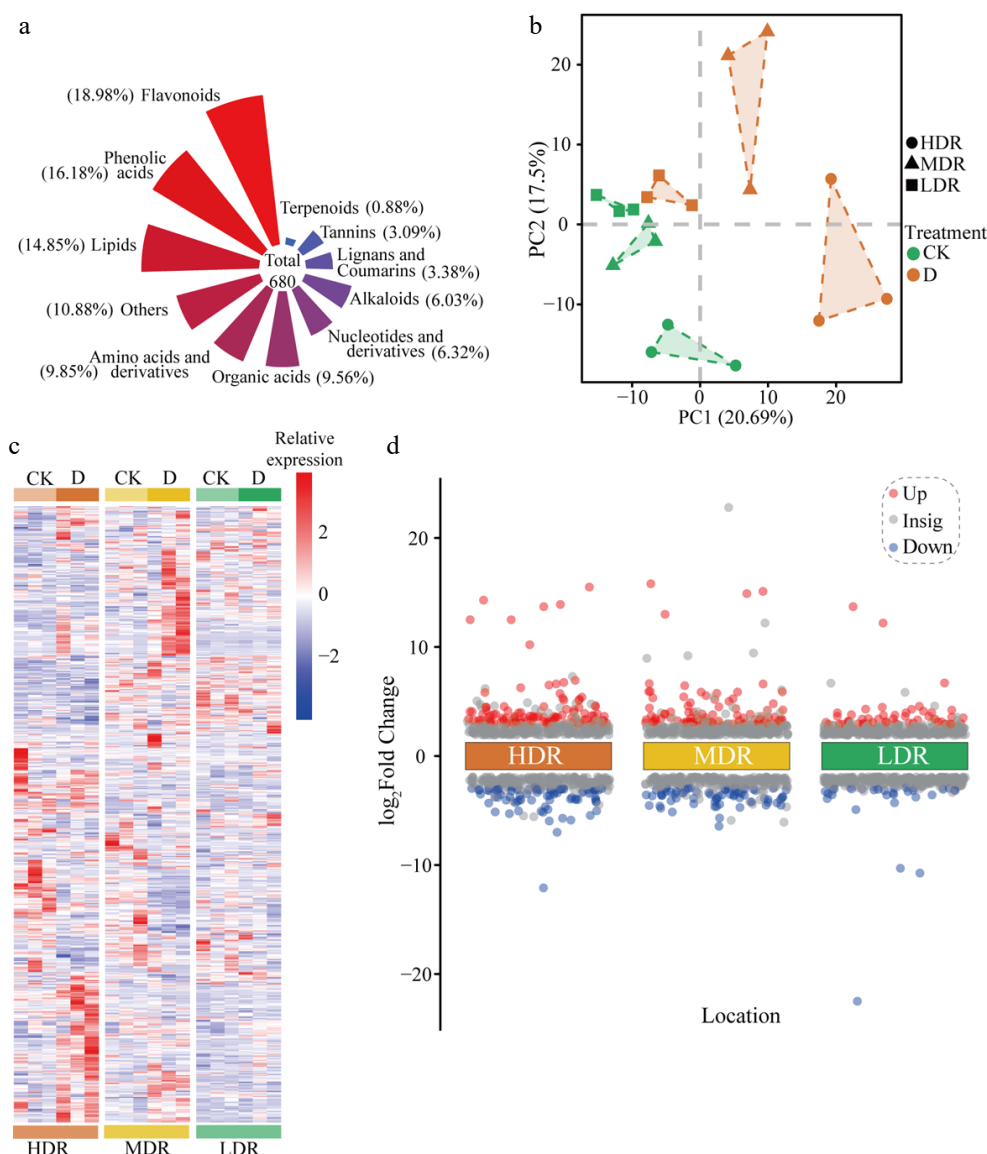 a
(18.98%) Flavonoids
Phenolic
(16.18%) acids
(14.85%) Lipids
(10.88%) Others
Amino acids and
(9.85%) derivatives
Organic acids (9.56%)
Nucleotides and
derivatives (6.32%)
Alkaloids (6.03%)
Lignans and
Coumarins (3.38%)
Tannins (3.09%)
Terpenoids (0.88%)
Total
680
b
20
10
0
−10
PC2 (17.5%)
−10 0 10 20
PC1 (20.69%)
HDR
MDR
LDR
Treatment
CK
D
c
Relative
expression
CK D CK D CK D
2
0
−2
HDR MDR LDR
d
Up
Insig
Down
20
10
0
−10
−20
log2Fold Change
HDR MDR LDR
Location